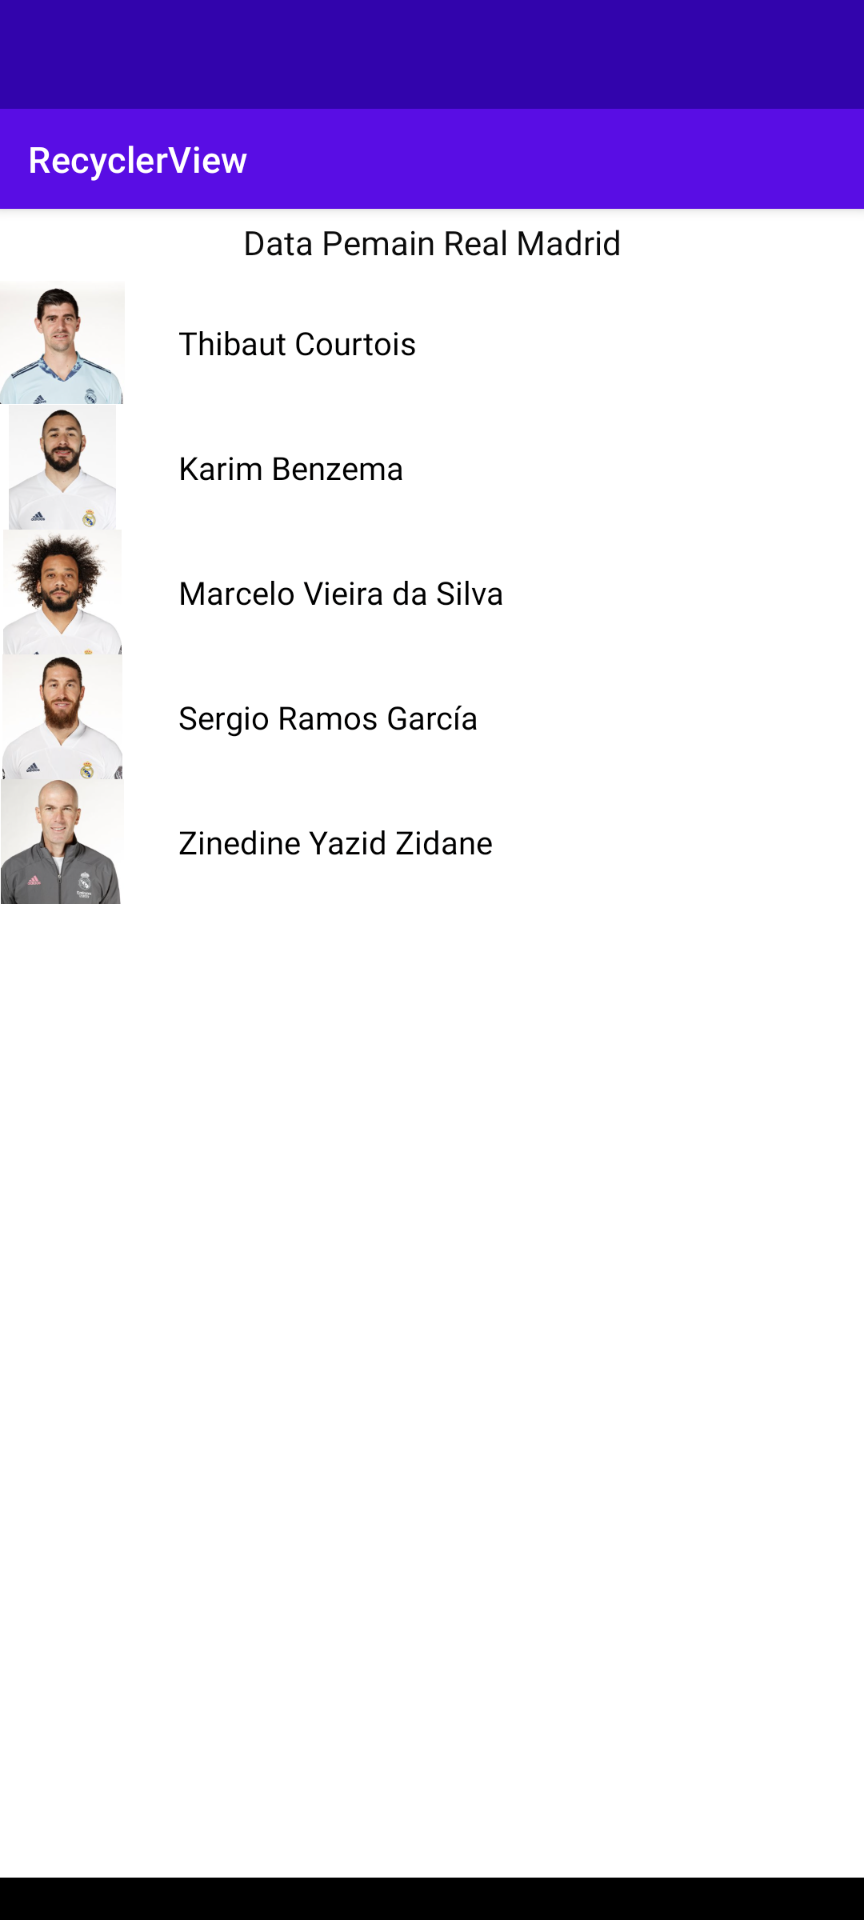 RecyclerView
Data Pemain Real Madrid
Thibaut Courtois
Karim Benzema
Marcelo Vieira da Silva
Sergio Ramos García
Zinedine Yazid Zidane